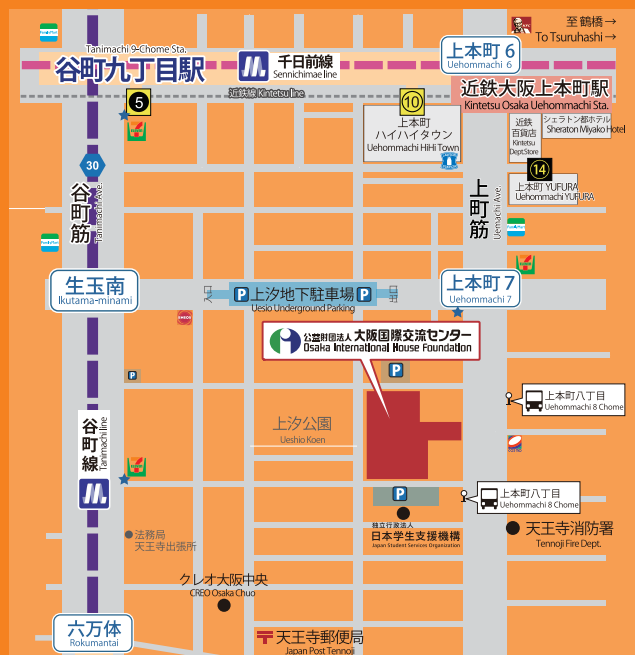 KFC
至 鶴橋→
To Tsuruhashi→
FamilyMart
Tanimachi 9-Chome Sta.
谷町九丁目駅
千日前線
Sennichimae line
上本町 6
Uehommachi 6
近鉄線 Kintetsu line
近鉄大阪上本町駅
Kintetsu Osaka Uehommachi Sta.
5
10
上本町
ハイハイタウン
Uehommachi HiHi Town
近鉄
百貨店
Kintetsu
Dept.Store
シェラトン都ホテル
Sheraton Miyako Hotel
14
上本町 YUFURA
Uehommachi YUFURA
30
谷町筋
Tanimachi Ave.
上町筋
Uemachi Ave.
FamilyMart
FamilyMart
生玉南
Ikutama-minami
入口
P 上汐地下駐車場 P
Uesio Underground Parking
出口
上本町 7
Uehommachi 7
公益財団法人 大阪国際交流センター
Osaka International House Foundation
P
P
上本町八丁目
Uehommachi 8 Chome
谷町線
Tanimachi line
上汐公園
Ueshio Koen
P
上本町八丁目
Uehommachi 8 Chome
独立行政法人
日本学生支援機構
Japan Student Services Organization
天王寺消防署
Tennoji Fire Dept.
法務局
天王寺出張所
クレオ大阪中央
CREO Osaka Chuo
六万体
Rokumantai
天王寺郵便局
Japan Post Tennoji